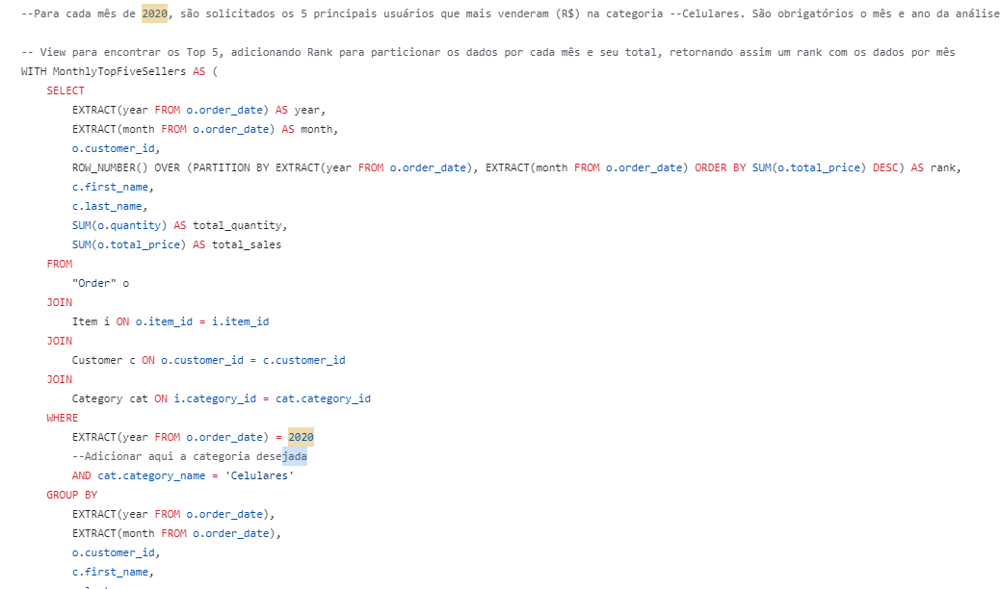 --Para cada mês de 2020, são solicitados os 5 principais usuários que mais venderam (R$) na categoria --Celulares. São obrigatórios o mês e ano da análise
-- View para encontrar os Top 5, adicionando Rank para particionar os dados por cada mês e seu total, retornando assim um rank com os dados por mês
WITH MonthlyTopFiveSellers AS (
SELECT
EXTRACT(year FROM o.order_date) AS year,
EXTRACT(month FROM o.order_date) AS month,
o.customer_id,
ROW_NUMBER() OVER (PARTITION BY EXTRACT(year FROM o.order_date), EXTRACT(month FROM o.order_date) ORDER BY SUM(o.total_price) DESC) AS rank,
c.first_name,
c.last_name,
SUM(o.quantity) AS total_quantity,
SUM(o.total_price) AS total_sales
FROM
"Order" o
JOIN
Item i ON o.item_id = i.item_id
JOIN
Customer c ON o.customer_id = c.customer_id
JOIN
Category cat ON i.category_id = cat.category_id
WHERE
EXTRACT(year FROM o.order_date) = 2020
--Adicionar aqui a categoria desejada
AND cat.category_name = 'Celulares'
GROUP BY
EXTRACT(year FROM o.order_date),
EXTRACT(month FROM o.order_date),
o.customer_id,
c.first_name,